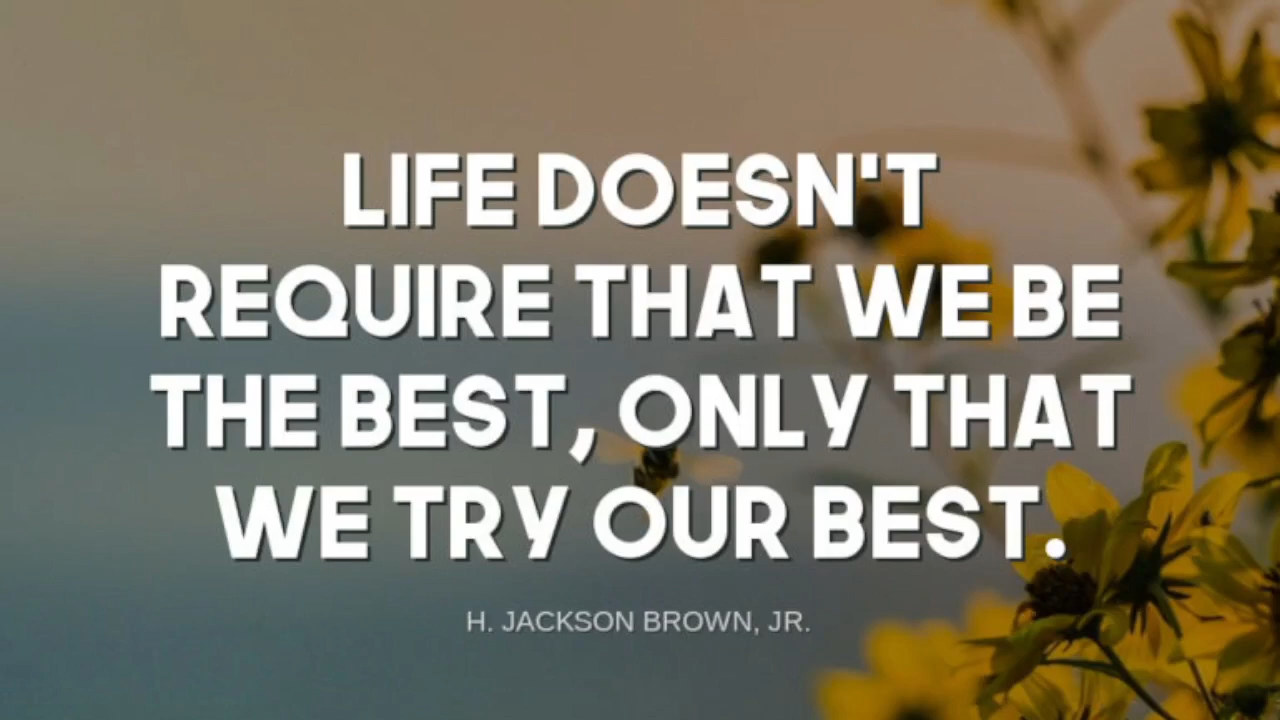 LIFE DOESN'T
REQUIRE THAT WE BE
THE BEST, ONLY THAT
WE TRY OUR BEST.
H. JACKSON BROWN, JR.